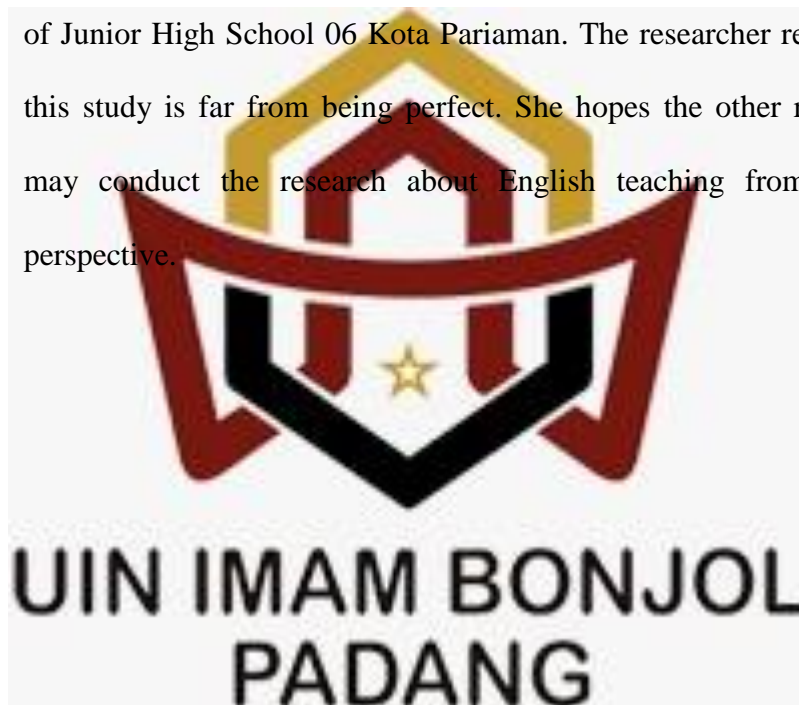 of Junior High School 06 Kota Pariaman. The researcher re
this study is far from being perfect. She hopes the other
may conduct the research about English teaching from
perspective.
UIN IMAM BONJOL
PADANG